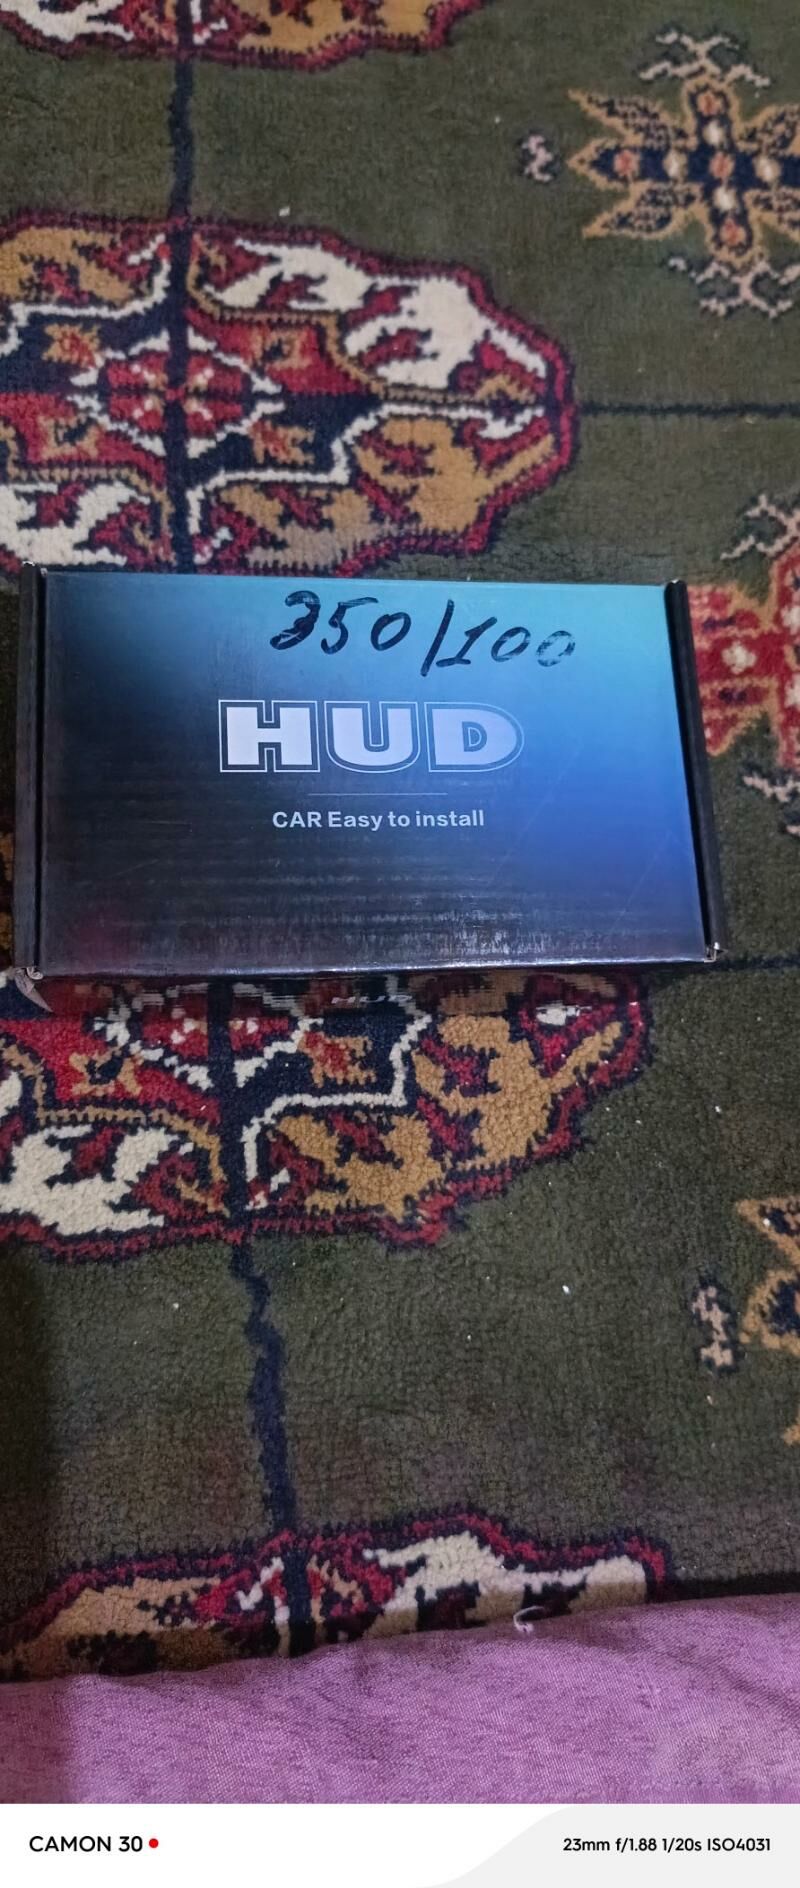 350/100
HUD
CAR Easy to install
HUD
CAMON 30
23mm f/1.88 1/20s ISO4031